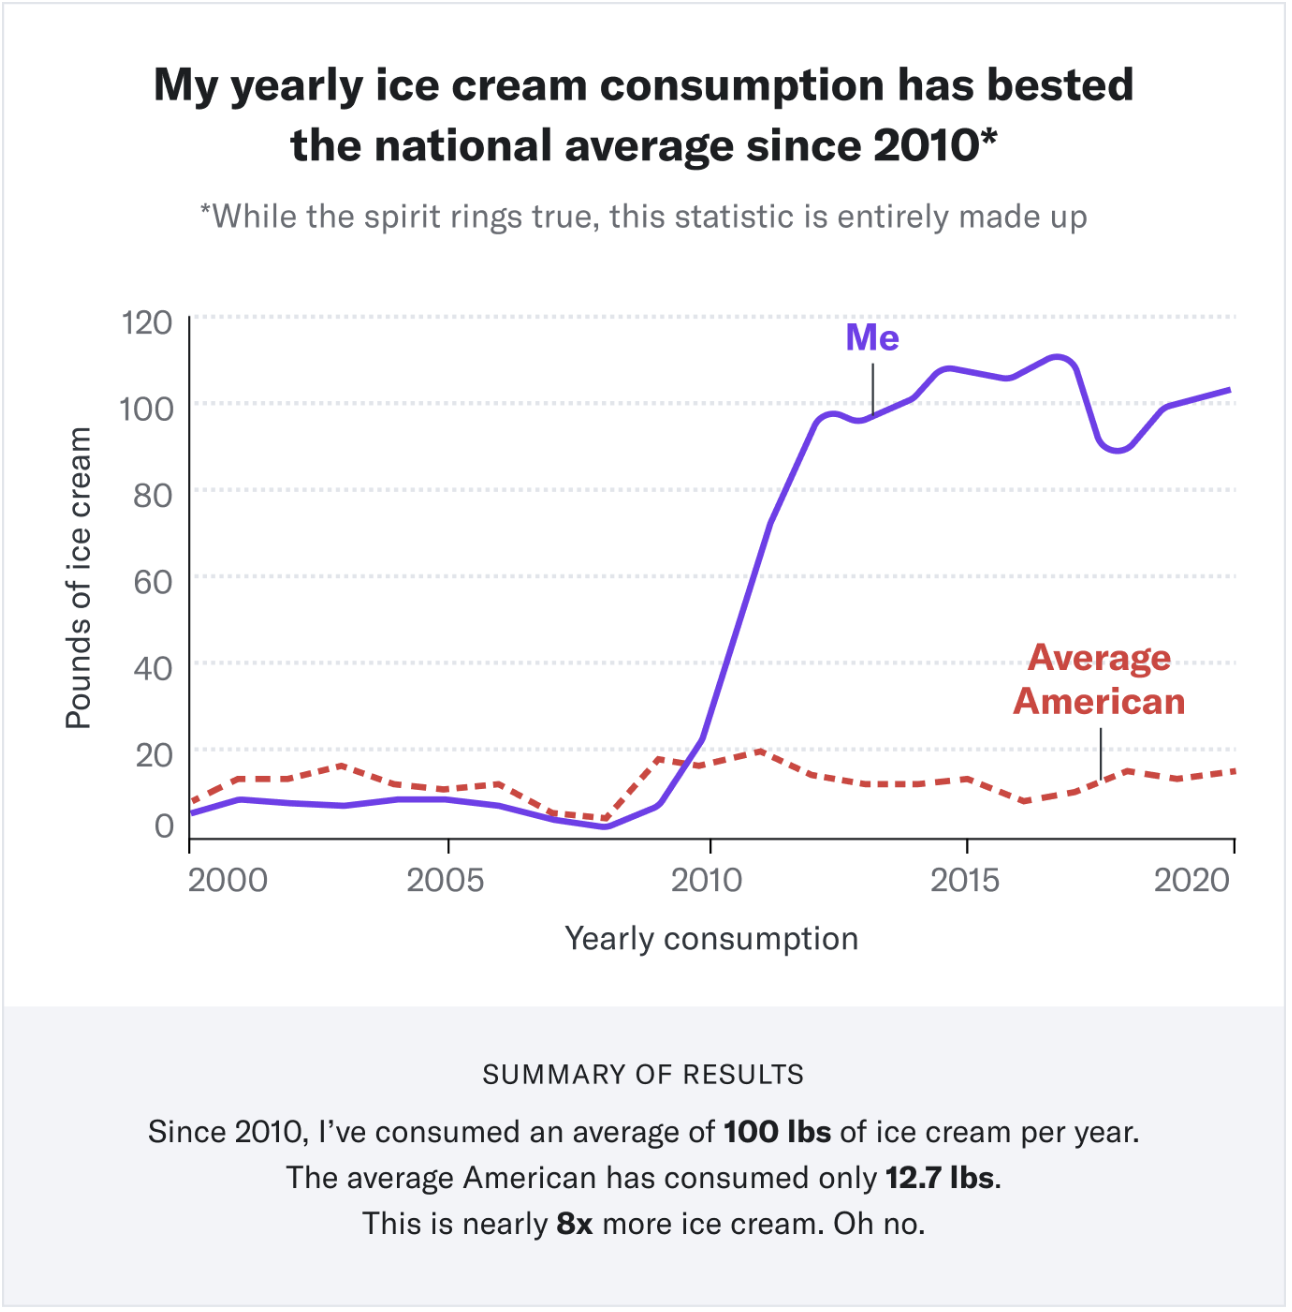 My yearly ice cream consumption has bested
the national average since 2010*
*While the spirit rings true, this statistic is entirely made up
120
100
80
60
40
20
0
Pounds of ice cream
Me
Average
American
2000
2005
2010
2015
2020
Yearly consumption
SUMMARY OF RESULTS
Since 2010, I’ve consumed an average of 100 lbs of ice cream per year.
The average American has consumed only 12.7 lbs.
This is nearly 8x more ice cream. Oh no.